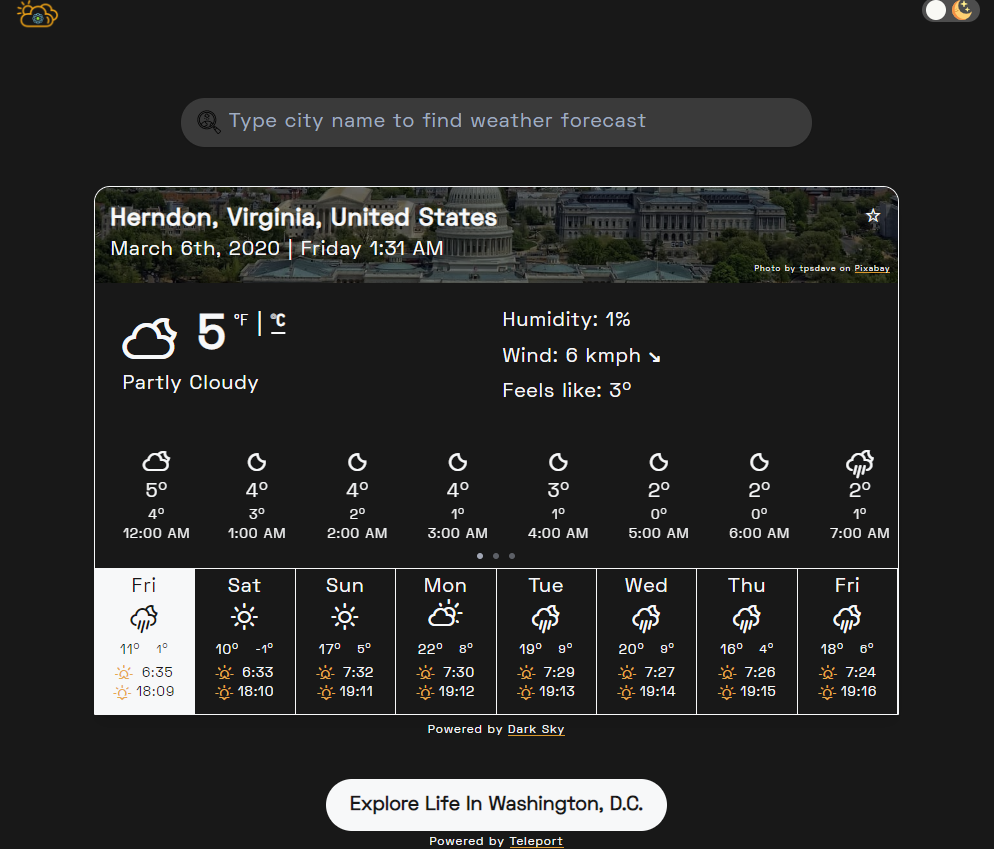 Type city name to find weather forecast
Herndon, Virginia, United States
March 6th, 2020 | Friday 1:31 AM
Photo by tpsdave on Pixabay
5 °F | °C
Partly Cloudy
Humidity: 1%
Wind: 6 kmph ↘
Feels like: 3°
5° 4° 4° 4° 3° 2° 2° 2°
4° 3° 2° 1° 1° 0° 0° 1°
12:00 AM 1:00 AM 2:00 AM 3:00 AM 4:00 AM 5:00 AM 6:00 AM 7:00 AM
Fri Sat Sun Mon Tue Wed Thu Fri
11° 1° 10° -1° 17° 5° 22° 8° 19° 9° 20° 9° 16° 4° 18° 6°
6:35 6:33 7:32 7:30 7:29 7:27 7:26 7:24
18:09 18:10 19:11 19:12 19:13 19:14 19:15 19:16
Powered by Dark Sky
Explore Life In Washington, D.C.
Powered by Teleport